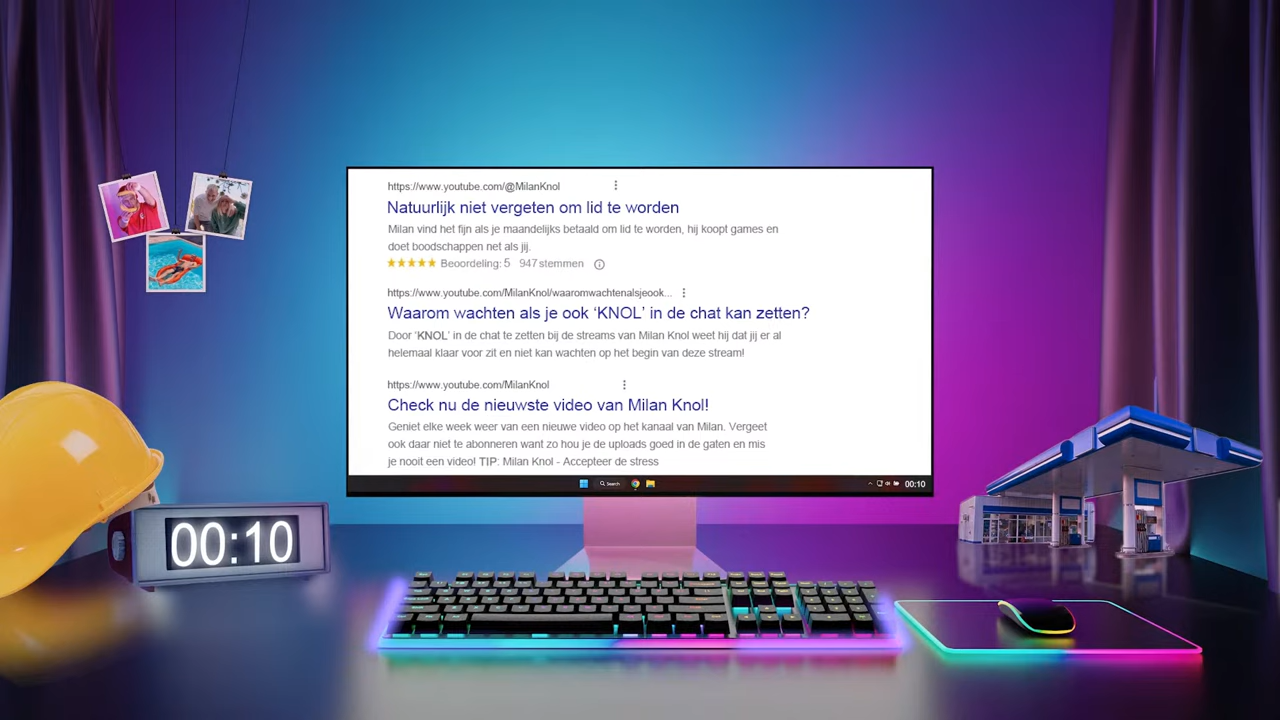 https://www.youtube.com/@MilanKnol
Natuurlijk niet vergeten om lid te worden
Milan vind het fijn als je maandelijks betaald om lid te worden, hij koopt games en
doet boodschappen net als jij.
Beoordeling: 5 947 stemmen
https://www.youtube.com/MilanKnol/waaromwachtenalsjeook...
Waarom wachten als je ook ‘KNOL’ in de chat kan zetten?
Door ‘KNOL’ in de chat te zetten bij de streams van Milan Knol weet hij dat jij er al
helemaal klaar voor zit en niet kan wachten op het begin van deze stream!
https://www.youtube.com/MilanKnol
Check nu de nieuwste video van Milan Knol!
Geniet elke week weer van een nieuwe video op het kanaal van Milan. Vergeet
ook daar niet te abonneren want zo hou je de uploads goed in de gaten en mis
je nooit een video! TIP: Milan Knol - Accepteer de stress
Search
00:10
00:10